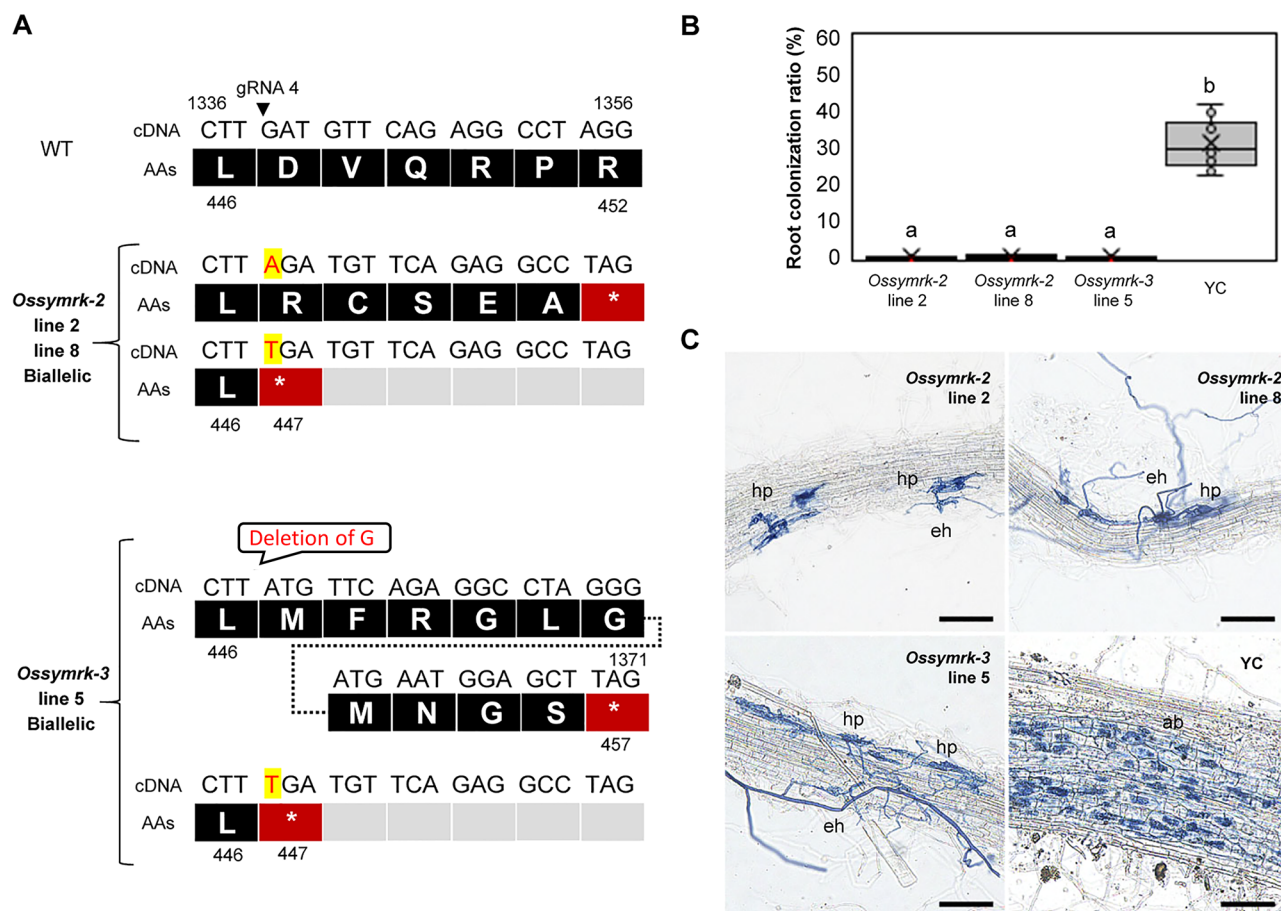 A
gRNA 4
1336 1356
WT
cDNA CTT GAT GTT CAG AGG CCT AGG
AAs L D V Q R P R
446 452
Ossymrk-2
line 2
line 8
Biallelic
cDNA CTT AGA TGT TCA GAG GCC TAG
AAs L R C S E A *
cDNA CTT TGA TGT TCA GAG GCC TAG
AAs L *
446 447
Deletion of G
Ossymrk-3
line 5
Biallelic
cDNA CTT ATG TTC AGA GGC CTA GGG
AAs L M F R G L G
446 1371
ATG AAT GGA GCT TAG
M N G S *
457
cDNA CTT TGA TGT TCA GAG GCC TAG
AAs L *
446 447
B
Root colonization ratio (%)
60
50
40
30
20
10
0
a a a b
Ossymrk-2
line 2
Ossymrk-2
line 8
Ossymrk-3
line 5
YC
C
Ossymrk-2
line 2
hp hp
eh
Ossymrk-2
line 8
eh hp
Ossymrk-3
line 5
hp hp
eh
YC
ab